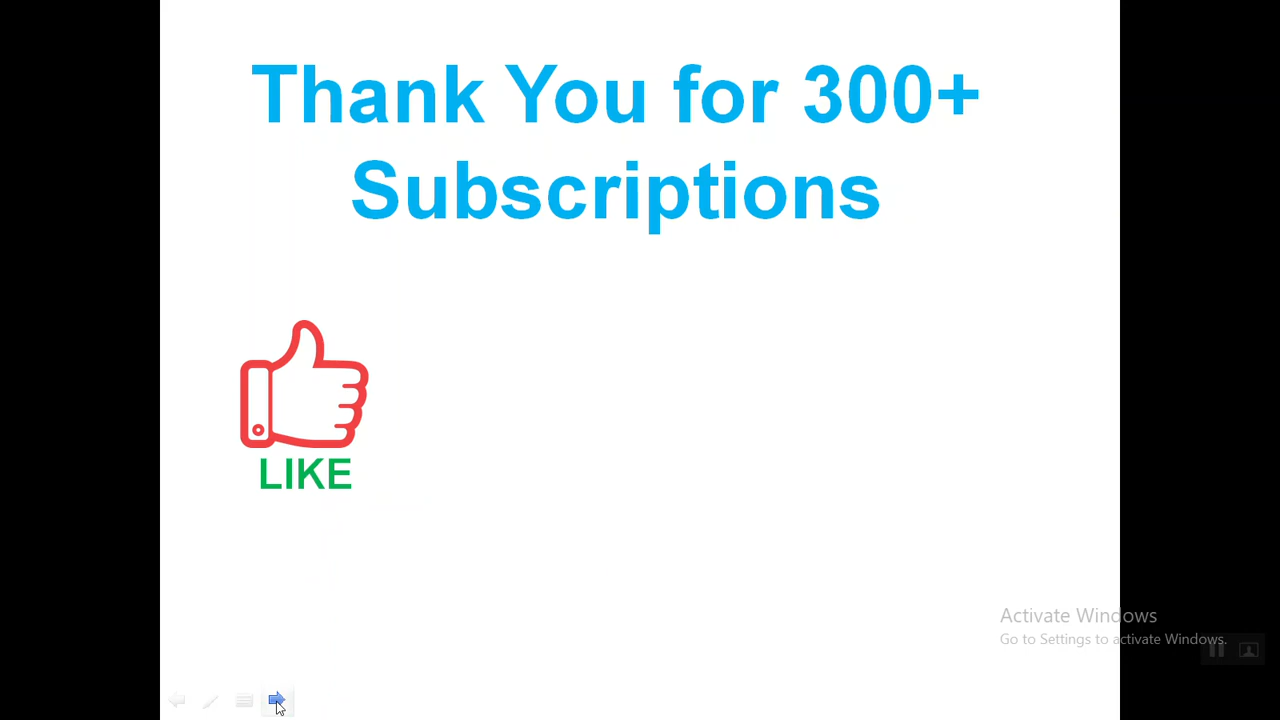 Thank You for 300+
Subscriptions
LIKE
Activate Windows
Go to Settings to activate Windows.